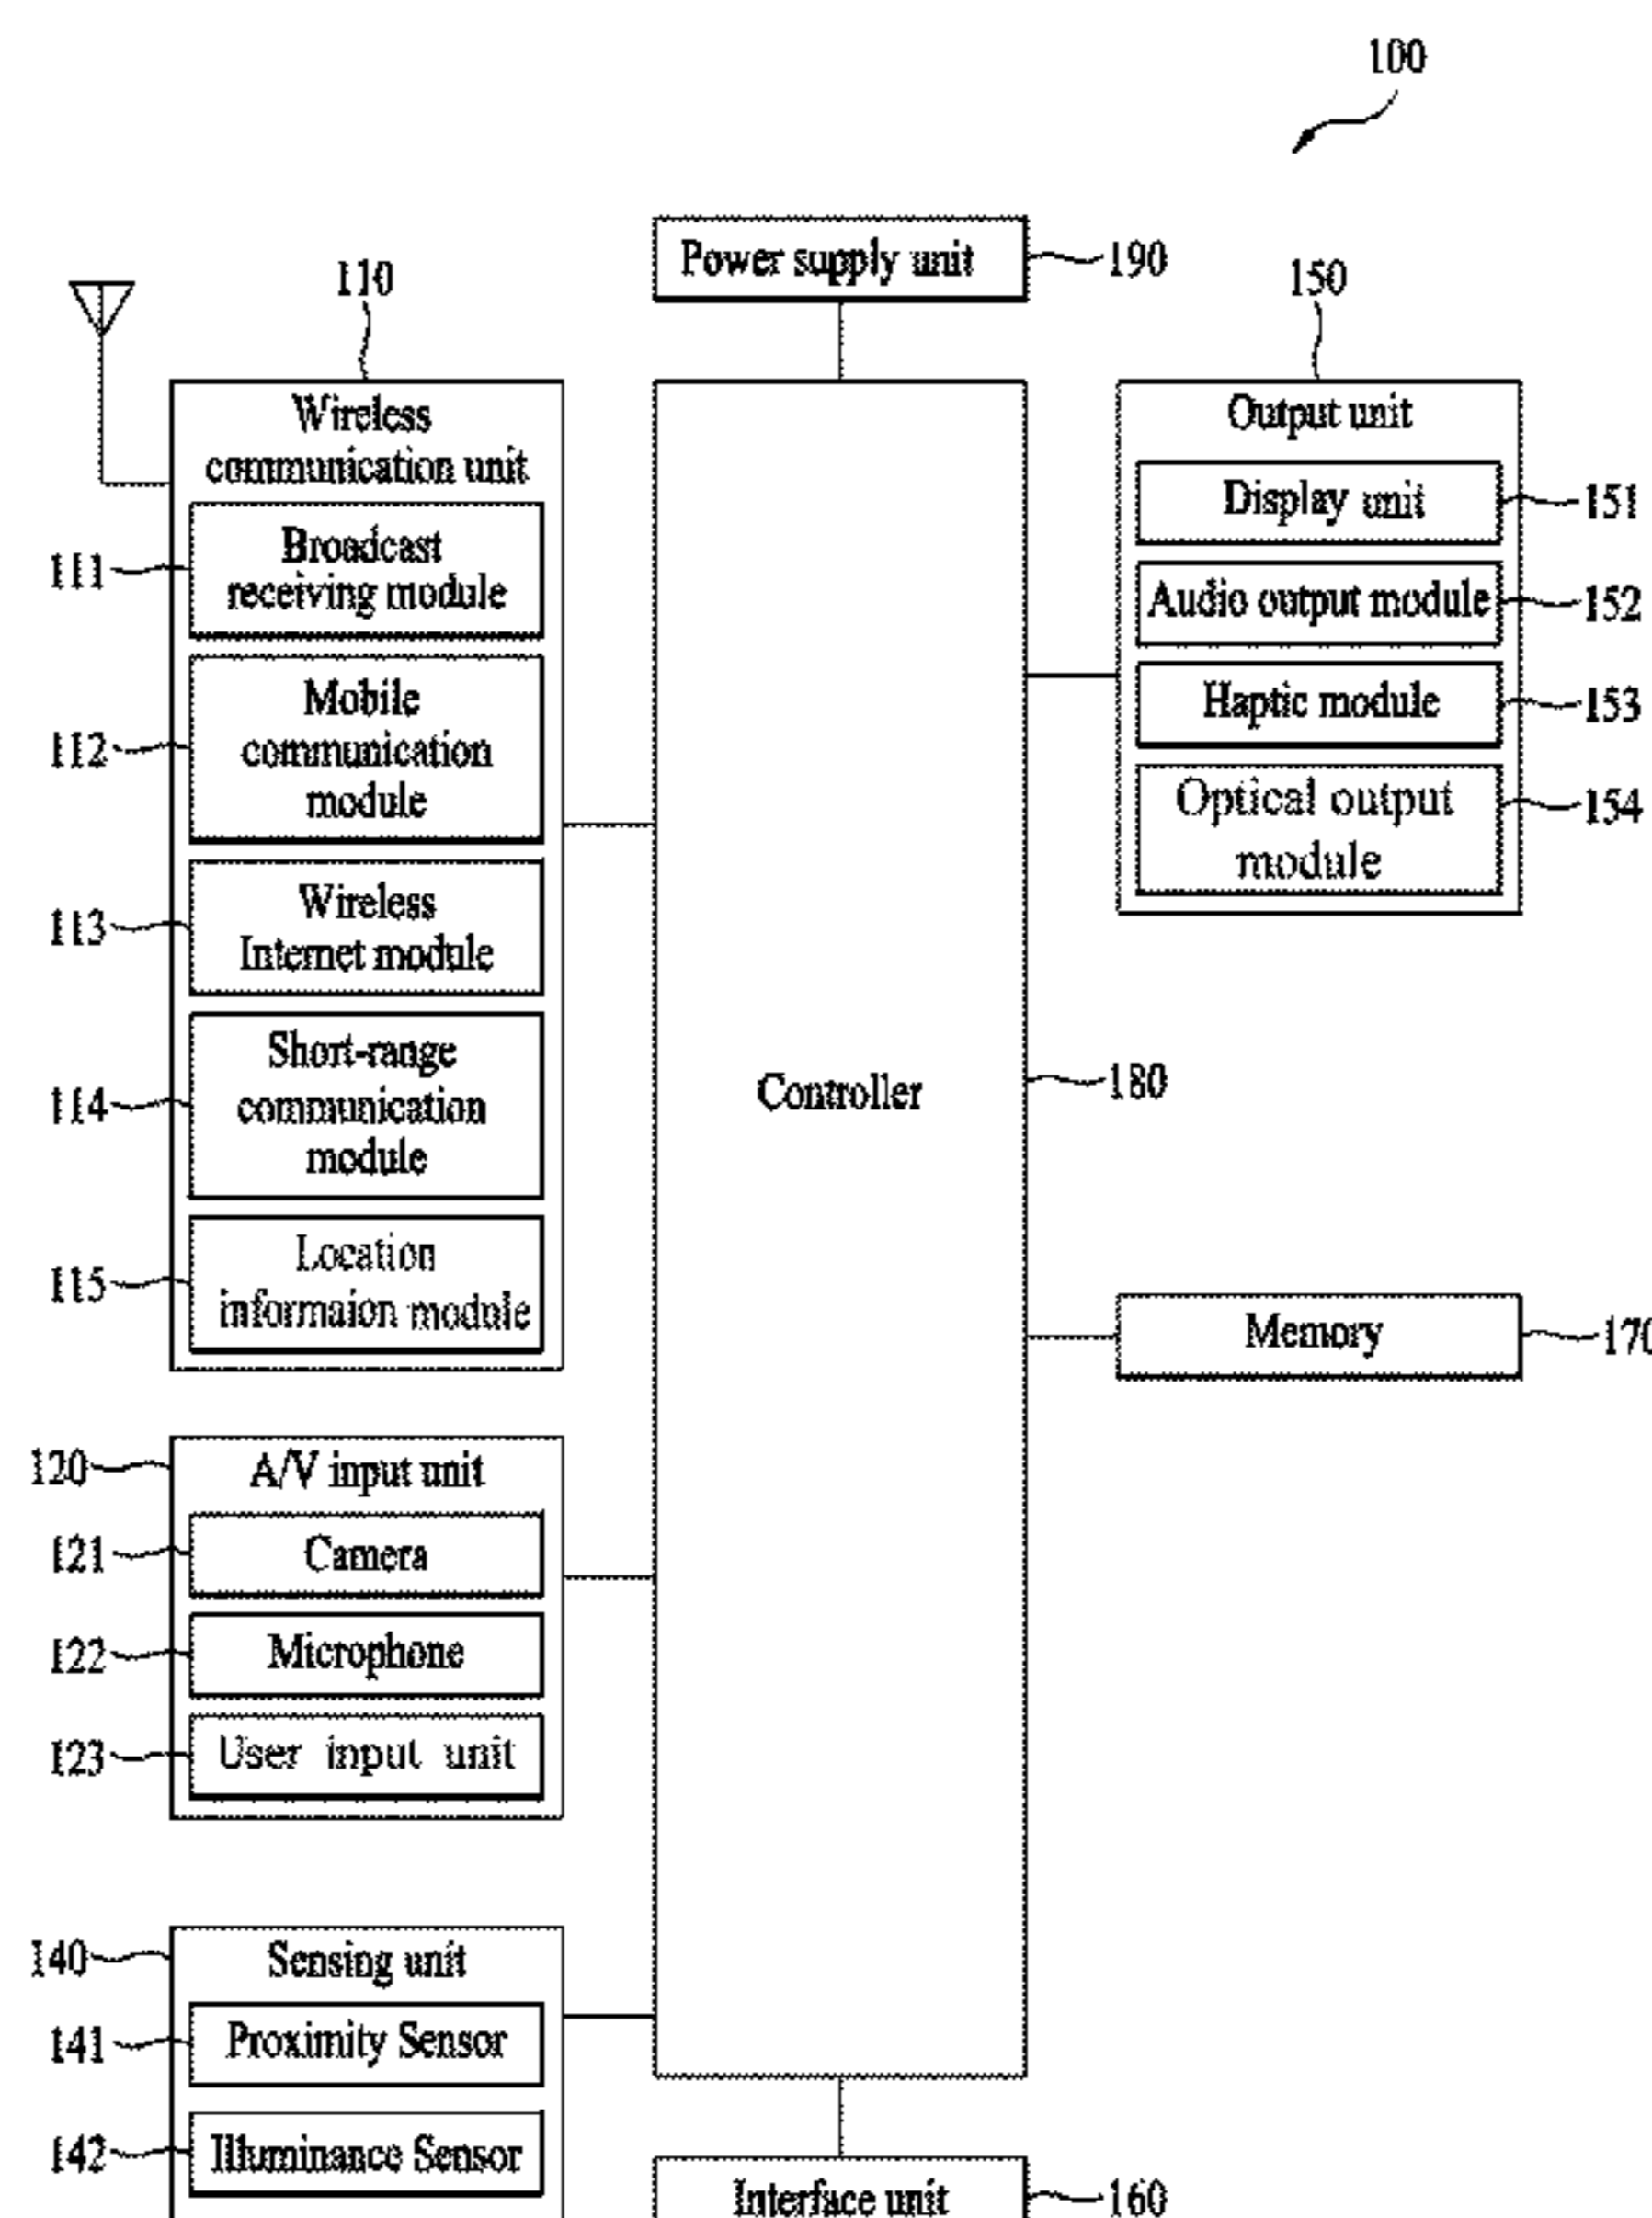 100
Power supply unit
190
110
150
Wireless
communication unit
Broadcast
receiving module
111
Mobile
communication
module
112
Wireless
Internet module
113
Short-range
communication
module
114
Location
informaion module
115
Output unit
Display unit
151
Audio output module
152
Haptic module
153
Optical output
module
154
Controller
180
Memory
170
120
A/V input unit
121
Camera
122
Microphone
123
User input unit
140
Sensing unit
141
Proximity Sensor
142
Illuminance Sensor
Interface unit
160